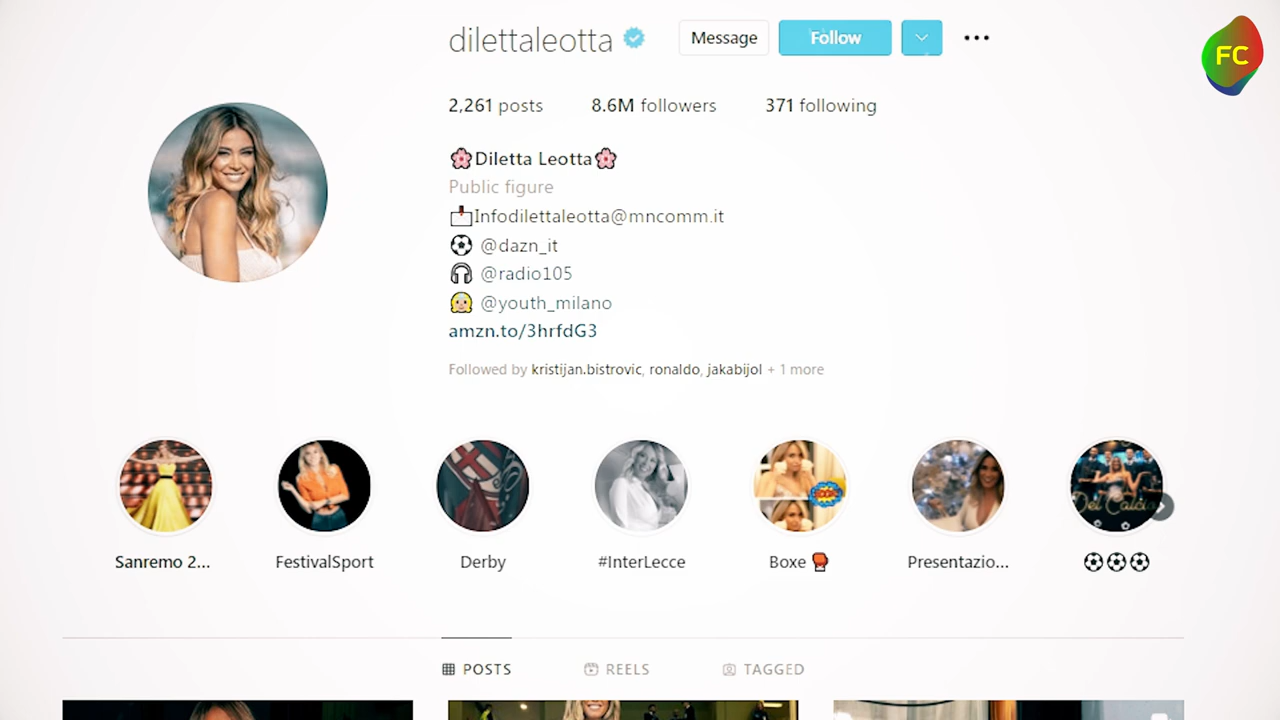 dilettaleotta
Message
Follow
FC
2,261 posts
8.6M followers
371 following
🌸Diletta Leotta🌸
Public figure
📩Infodilettaleotta@mncomm.it
⚽ @dazn_it
🎧 @radio105
👱‍♀️ @youth_milano
amzn.to/3hrfdG3
Followed by kristijan.bistrovic, ronaldo, jakabijol + 1 more
Del Calcio
Sanremo 2...
FestivalSport
Derby
#InterLecce
Boxe 🥊
Presentazio...
⚽⚽⚽
POSTS
REELS
TAGGED